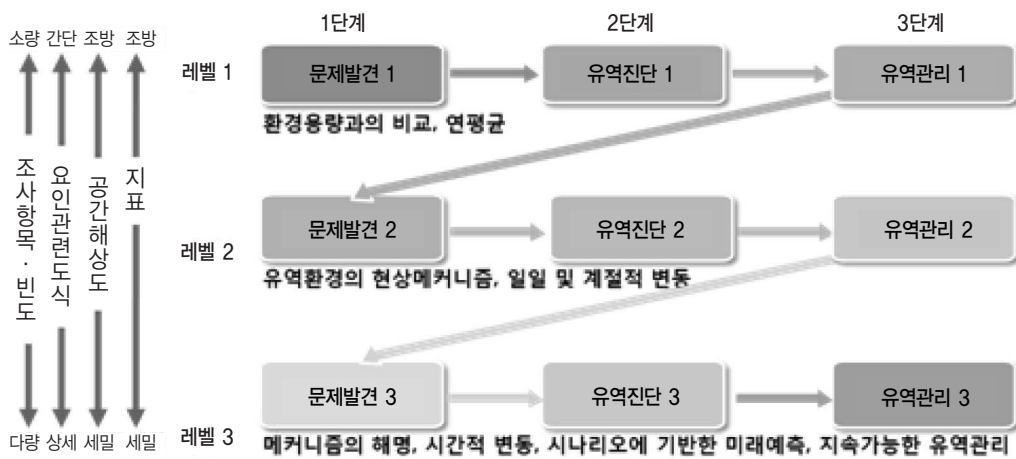 1단계 2단계 3단계
소량 간단 조방 조방
레벨 1 문제발견 1 유역진단 1 유역관리 1
환경용량과의 비교, 연평균
조사항목·빈도
요인관련도식
공간해상도
지표
레벨 2 문제발견 2 유역진단 2 유역관리 2
유역환경의 현상메커니즘, 일일 및 계절적 변동
레벨 3 문제발견 3 유역진단 3 유역관리 3
메커니즘의 해명, 시간적 변동, 시나리오에 기반한 미래예측, 지속가능한 유역관리
다량 상세 세밀 세밀